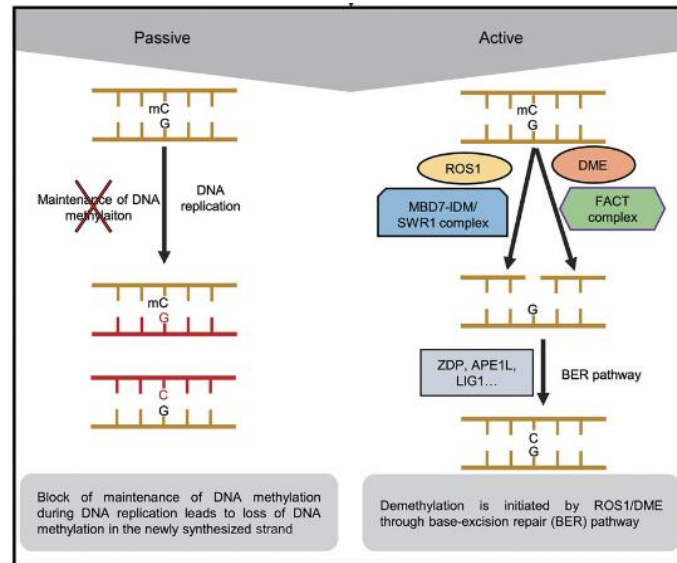 Passive
Active
mC
G
Maintenance of DNA
methylaiton
DNA
replication
mC
G
C
G
mC
G
ROS1
DME
MBD7-IDM/
SWR1 complex
FACT
complex
G
ZDP, APE1L,
LIG1...
BER pathway
C
G
Block of maintenance of DNA methylation
during DNA replication leads to loss of DNA
methylation in the newly synthesized strand
Demethylation is initiated by ROS1/DME
through base-excision repair (BER) pathway